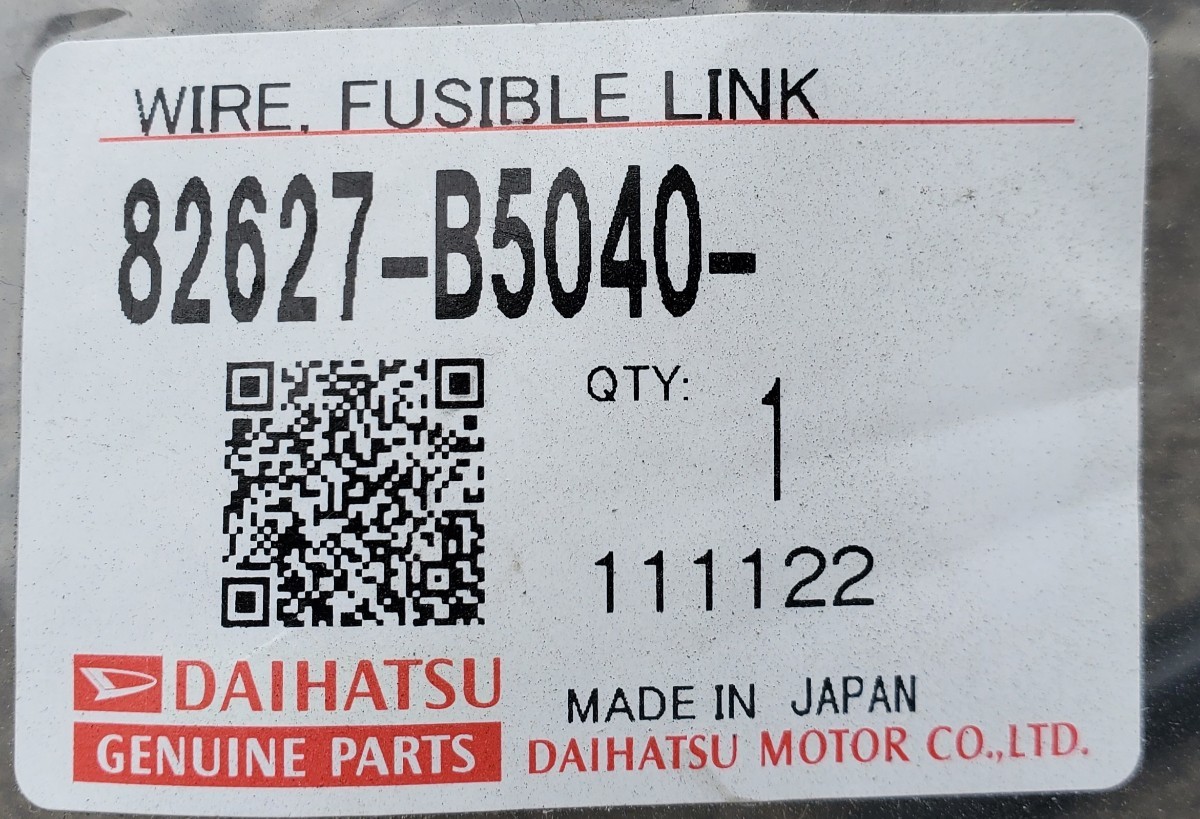 WIRE, FUSIBLE LINK
82627-B5040-
QTY: 1
111122
DAIHATSU
GENUINE PARTS
MADE IN JAPAN
DAIHATSU MOTOR CO.,LTD.